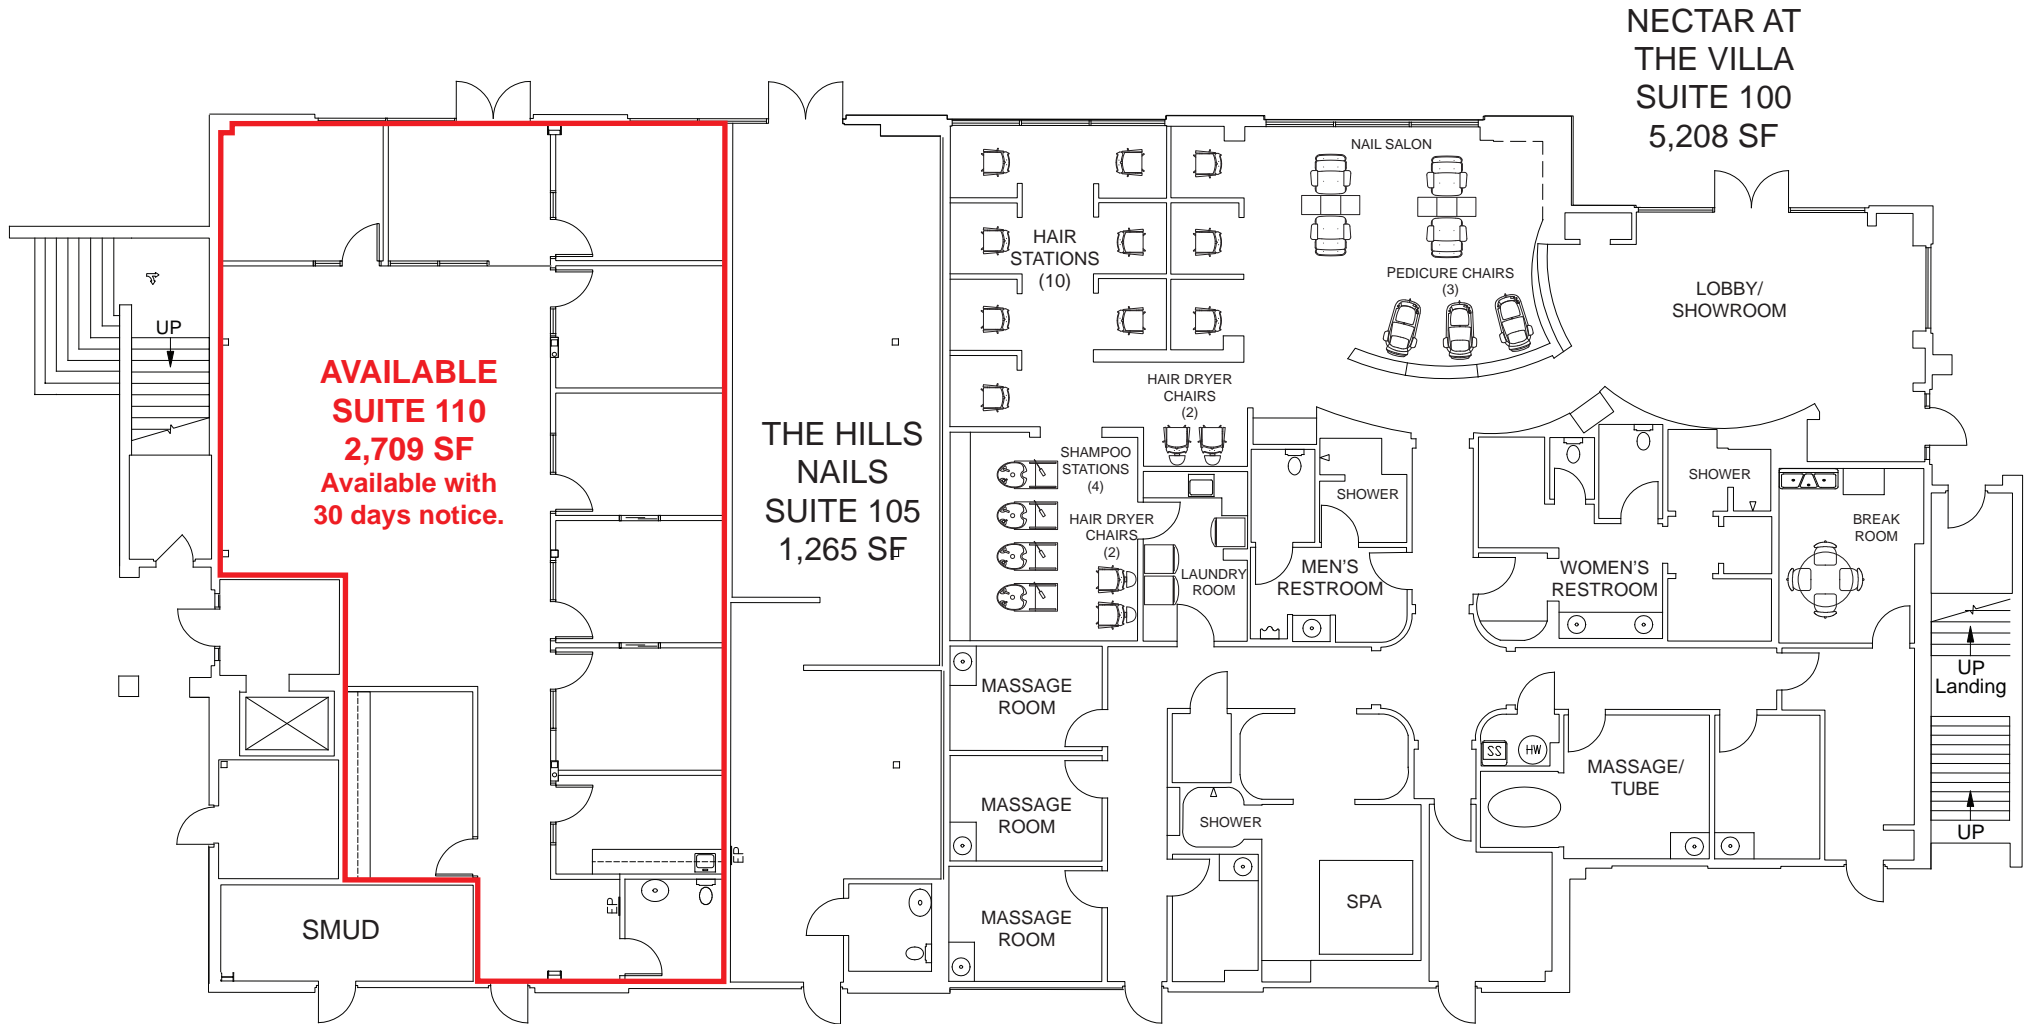 NECTAR AT
THE VILLA
SUITE 100
5,208 SF
NAIL SALON
HAIR
STATIONS
(10)
PEDICURE CHAIRS
(3)
LOBBY/
SHOWROOM
UP
AVAILABLE
SUITE 110
2,709 SF
Available with
30 days notice.
THE HILLS
NAILS
SUITE 105
1,265 SF
HAIR DRYER
CHAIRS
(2)
SHAMPOO
STATIONS
(4)
SHOWER
SHOWER
HAIR DRYER
CHAIRS
(2)
BREAK
ROOM
LAUNDRY
ROOM
MEN'S
RESTROOM
WOMEN'S
RESTROOM
UP
Landing
MASSAGE
ROOM
SS
HW
MASSAGE/
TUBE
MASSAGE
ROOM
SHOWER
UP
EP
EP
SPA
SMUD
MASSAGE
ROOM